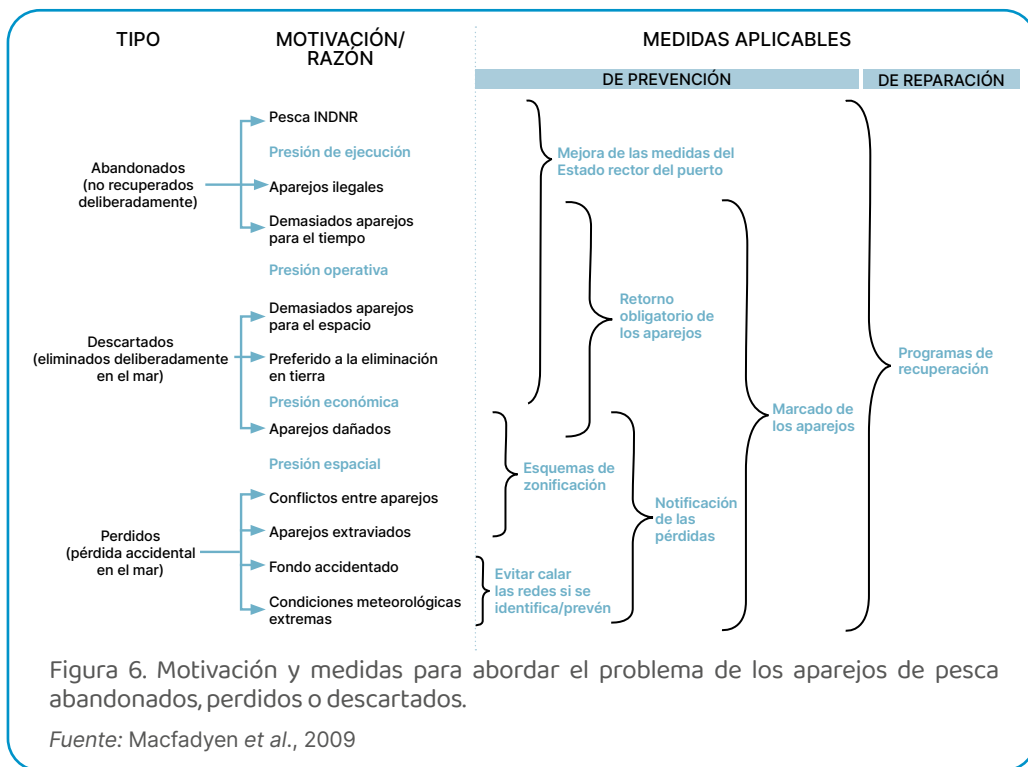 TIPO
MOTIVACIÓN/
RAZÓN
MEDIDAS APLICABLES
DE PREVENCIÓN
DE REPARACIÓN
Abandonados
(no recuperados
deliberadamente)
Pesca INDNR
Presión de ejecución
Aparejos ilegales
Demasiados aparejos
para el tiempo
Presión operativa
Descartados
(eliminados deliberadamente
en el mar)
Demasiados aparejos
para el espacio
Preferido a la eliminación
en tierra
Presión económica
Aparejos dañados
Presión espacial
Perdidos
(pérdida accidental
en el mar)
Conflictos entre aparejos
Aparejos extraviados
Fondo accidentado
Condiciones meteorológicas
extremas
Mejora de las medidas del
Estado rector del puerto
Retorno
obligatorio de
los aparejos
Esquemas de
zonificación
Evitar calar
las redes si se
identifica/prevén
Notificación
de las
pérdidas
Marcado de
los aparejos
Programas de
recuperación
Figura 6. Motivación y medidas para abordar el problema de los aparejos de pesca
abandonados, perdidos o descartados.
Fuente: Macfadyen et al., 2009